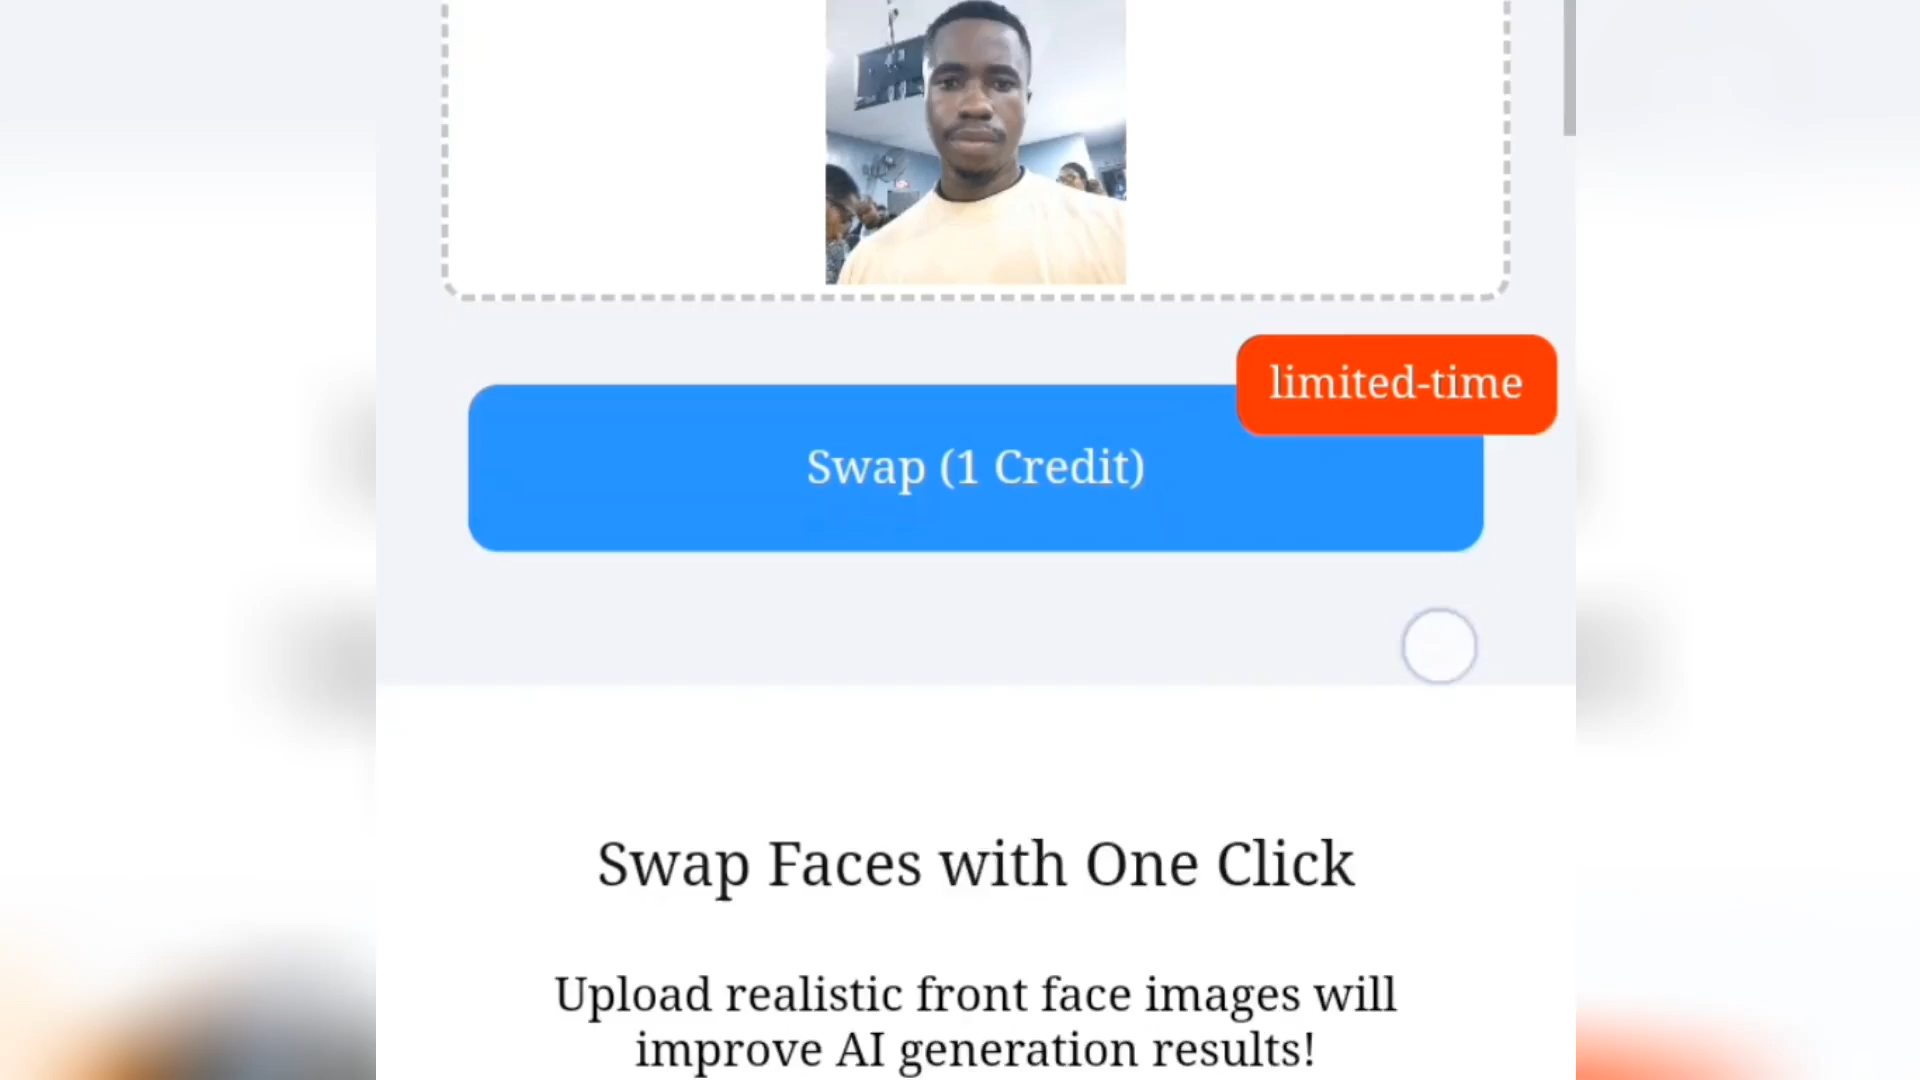 limited-time
Swap (1 Credit)
Swap Faces with One Click
Upload realistic front face images will
improve AI generation results!